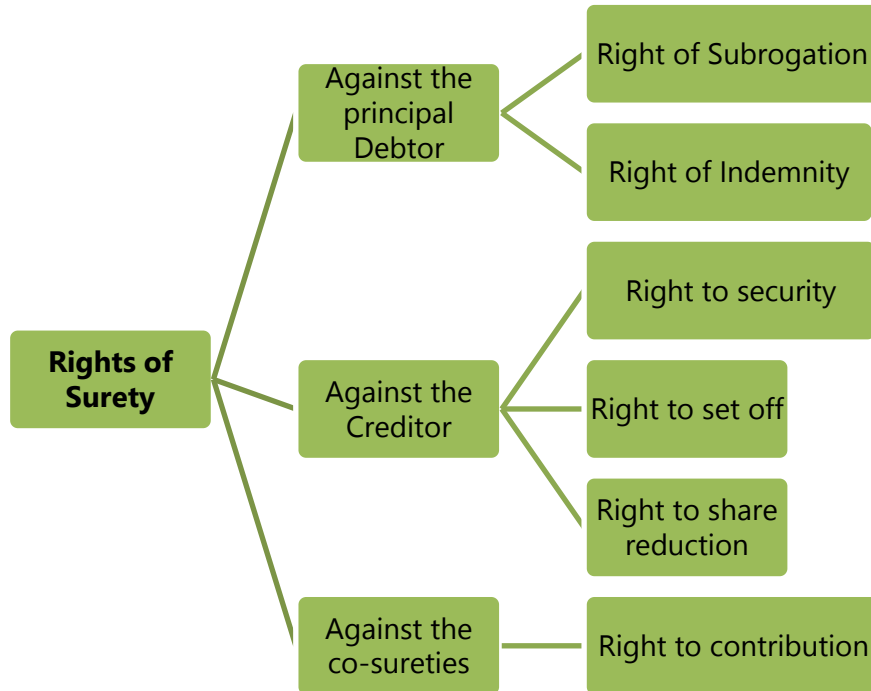 Rights of
Surety
Against the
principal
Debtor
Right of Subrogation
Right of Indemnity
Against the
Creditor
Right to security
Right to set off
Right to share
reduction
Against the
co-sureties
Right to contribution